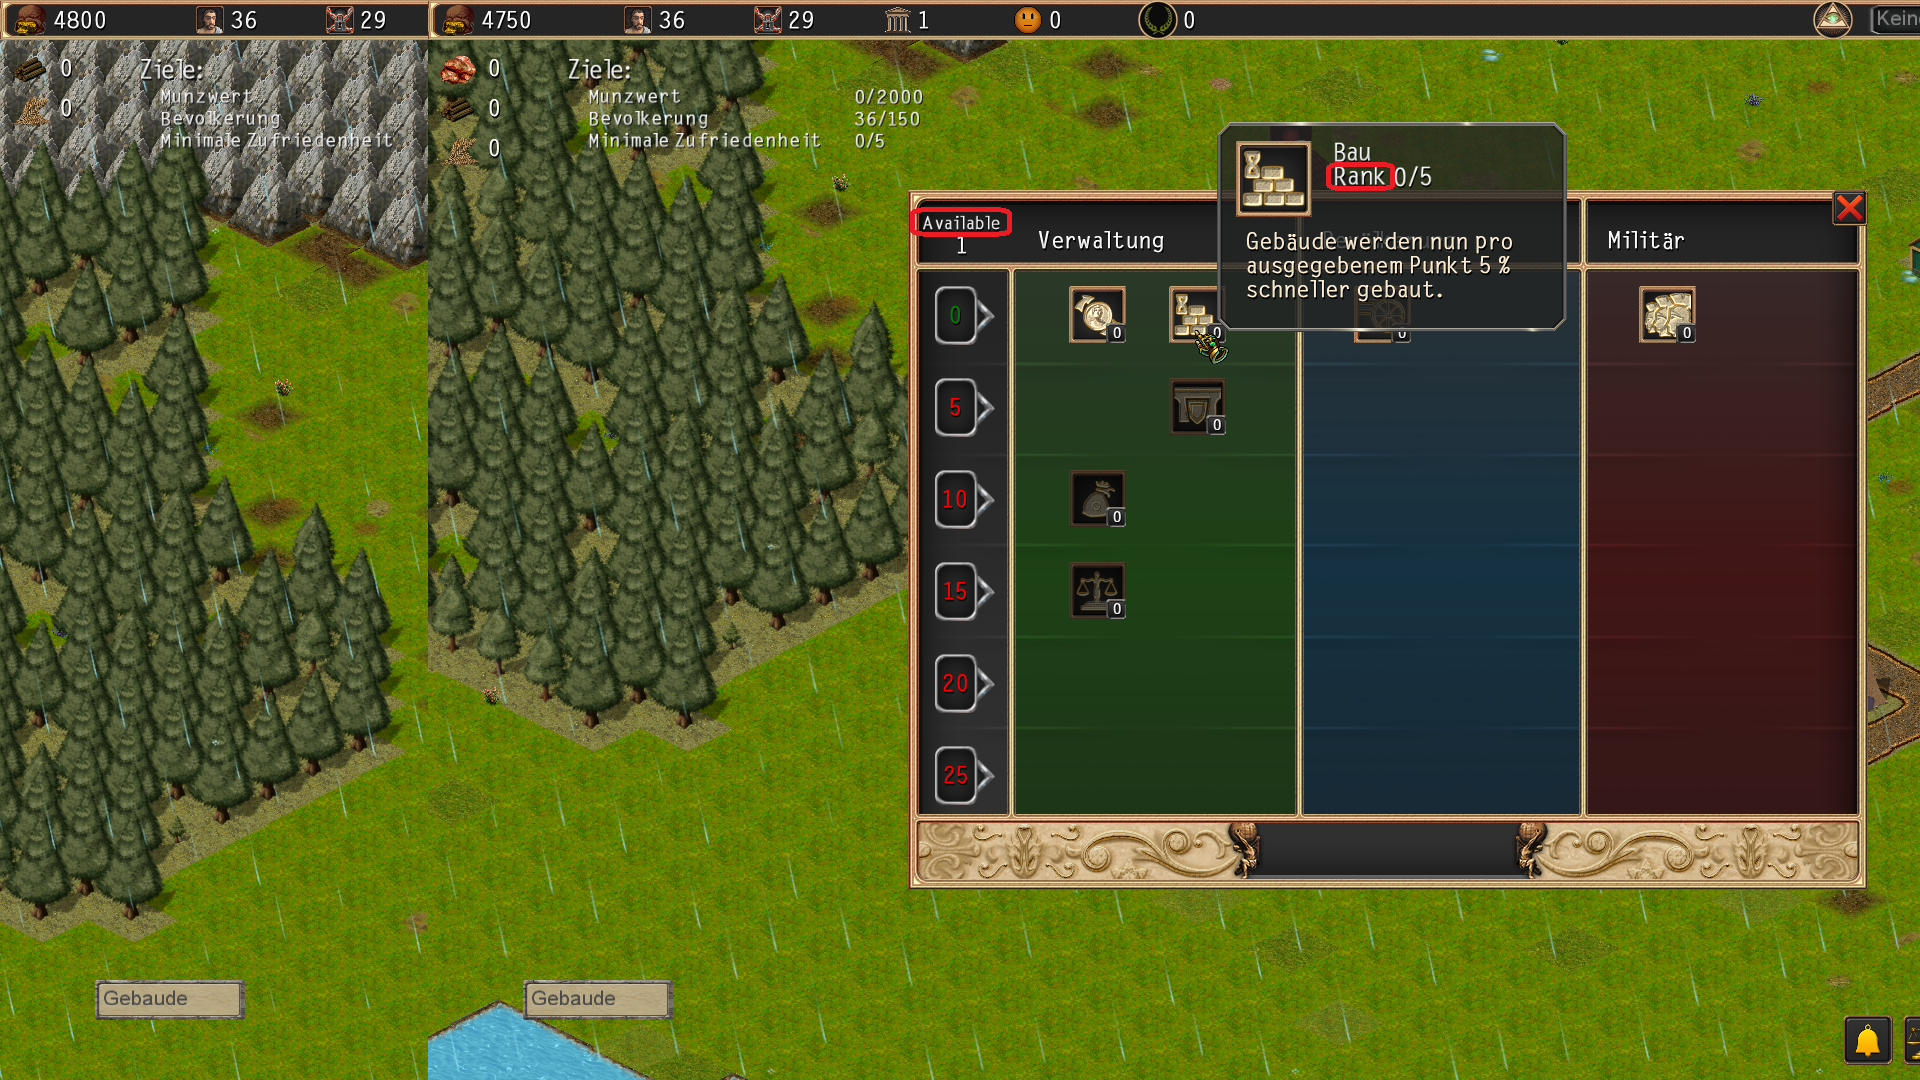 4800 36 29
4750 36 29 1 0 0
Kein
0
0
Ziele:
Munzwert
Bevolkerung
Minimale Zufriedenheit
0
0
0
Ziele:
Munzwert 0/2000
Bevolkerung 36/150
Minimale Zufriedenheit 0/5
Bau
Rank 0/5
Gebäude werden nun pro
ausgegebenem Punkt 5 %
schneller gebaut.
Available
1
Verwaltung
Militär
0
0
0
0
0
5
0
10
0
15
0
20
25
Gebaude
Gebaude